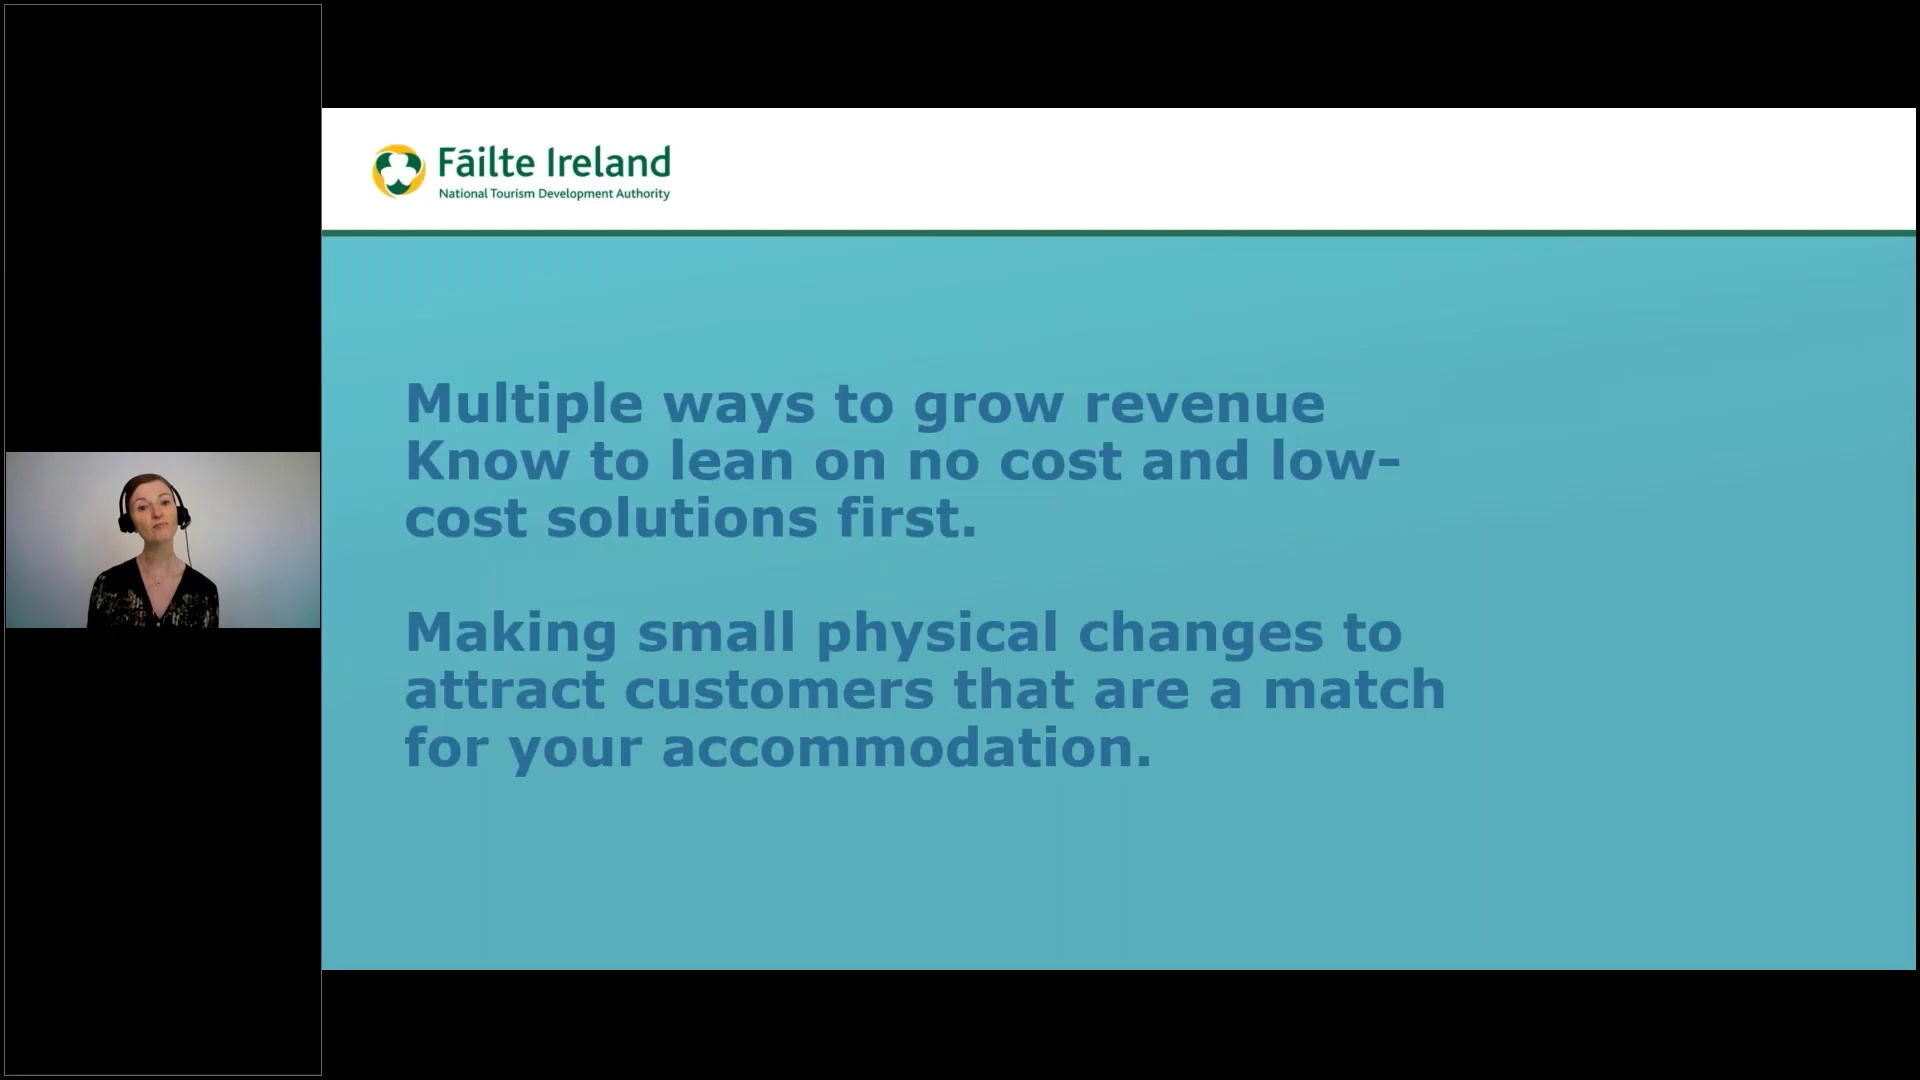 Fáilte Ireland
National Tourism Development Authority
Multiple ways to grow revenue
Know to lean on no cost and low-
cost solutions first.
Making small physical changes to
attract customers that are a match
for your accommodation.